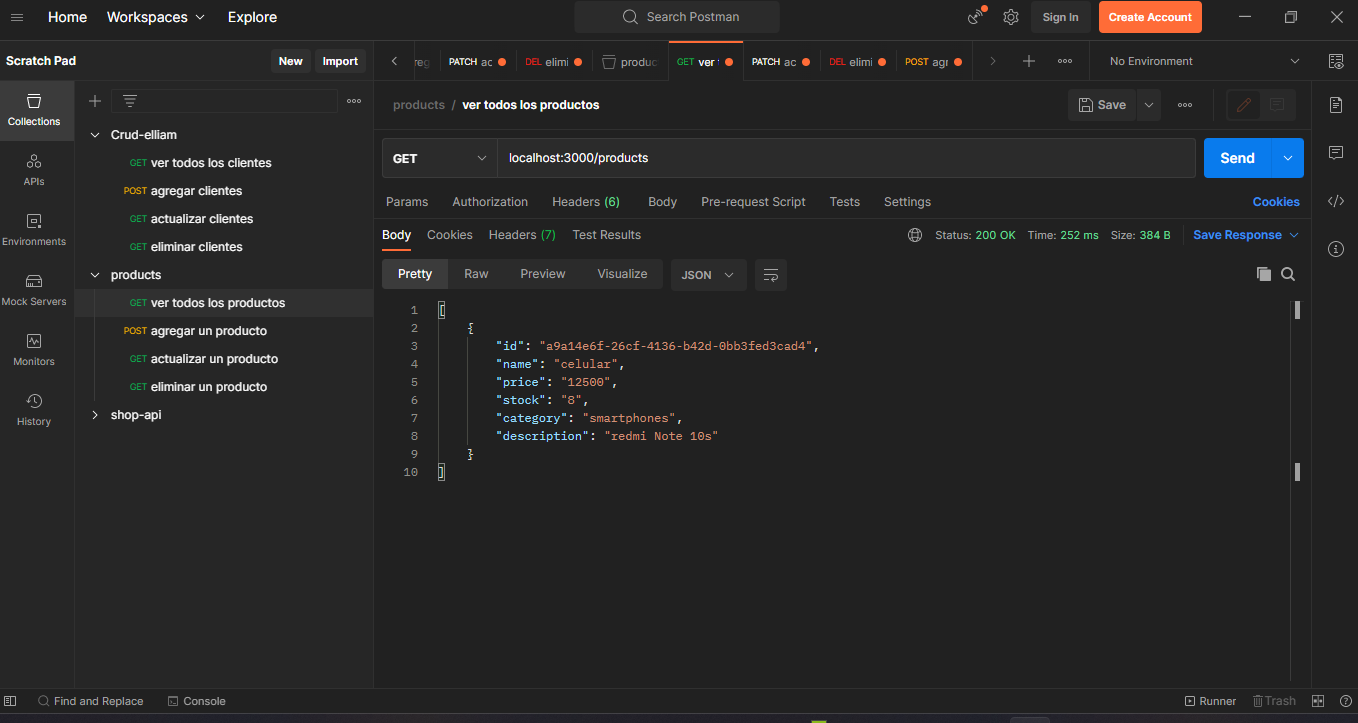 Home Workspaces Explore Search Postman Sign In Create Account
Scratch Pad New Import
reg PATCH ac DEL elimi produc GET ver PATCH ac DEL elimi POST agr No Environment
Collections
APIs
Environments
Mock Servers
Monitors
History
Crud-elliam
GET ver todos los clientes
POST agregar clientes
GET actualizar clientes
GET eliminar clientes
products
GET ver todos los productos
POST agregar un producto
GET actualizar un producto
GET eliminar un producto
shop-api
products / ver todos los productos Save
GET localhost:3000/products Send
Params Authorization Headers (6) Body Pre-request Script Tests Settings Cookies
Body Cookies Headers (7) Test Results Status: 200 OK Time: 252 ms Size: 384 B Save Response
Pretty Raw Preview Visualize JSON
1 [
2 {
3 "id": "a9a14e6f-26cf-4136-b42d-0bb3fed3cad4",
4 "name": "celular",
5 "price": "12500",
6 "stock": "8",
7 "category": "smartphones",
8 "description": "redmi Note 10s"
9 }
10 ]
Find and Replace Console Runner Trash